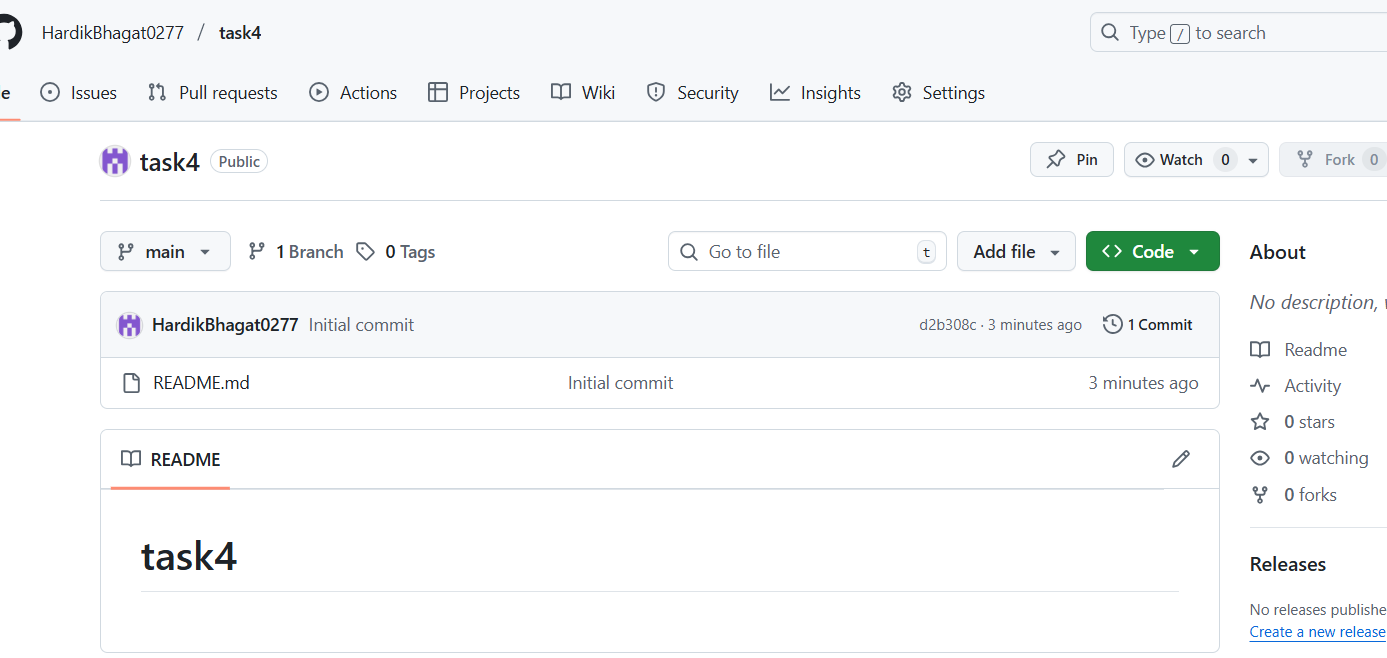 HardikBhagat0277 / task4
Type / to search
e Issues Pull requests Actions Projects Wiki Security Insights Settings
task4 Public
Pin Watch 0 Fork 0
main 1 Branch 0 Tags
Go to file t Add file Code
HardikBhagat0277 Initial commit d2b308c · 3 minutes ago 1 Commit
README.md Initial commit 3 minutes ago
README
task4
About
No description,
Readme
Activity
0 stars
0 watching
0 forks
Releases
No releases publishe
Create a new release